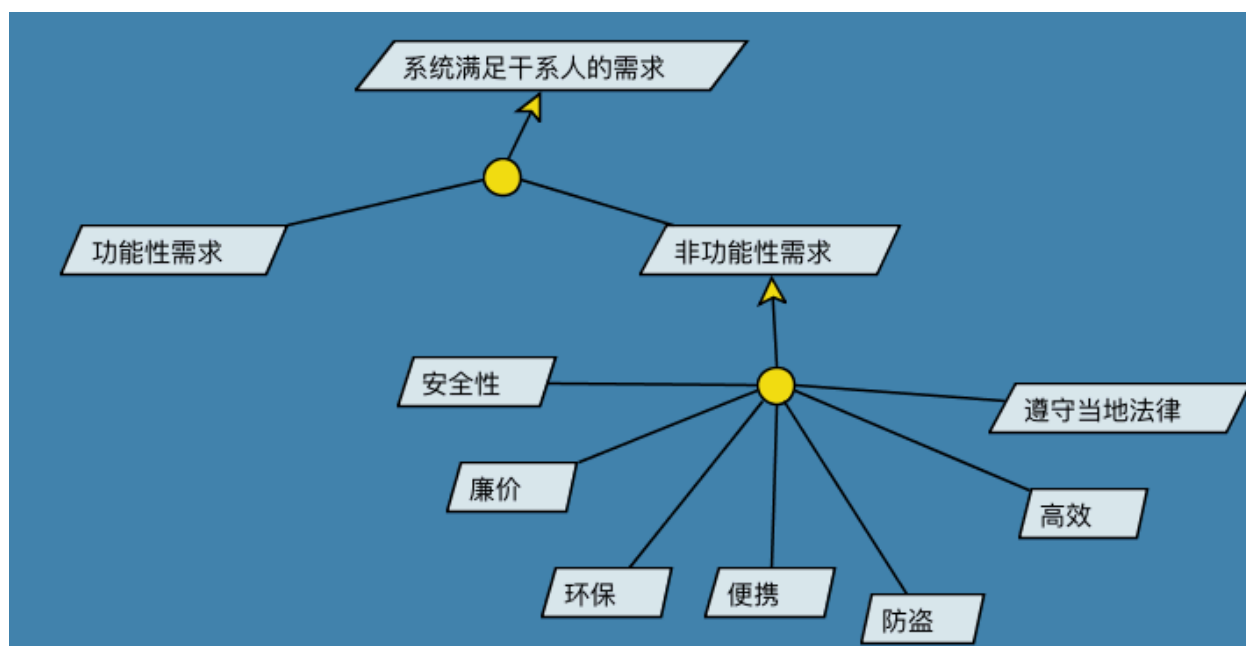 系统满足干系人的需求
功能性需求
非功能性需求
安全性
遵守当地法律
廉价
高效
环保
便携
防盗